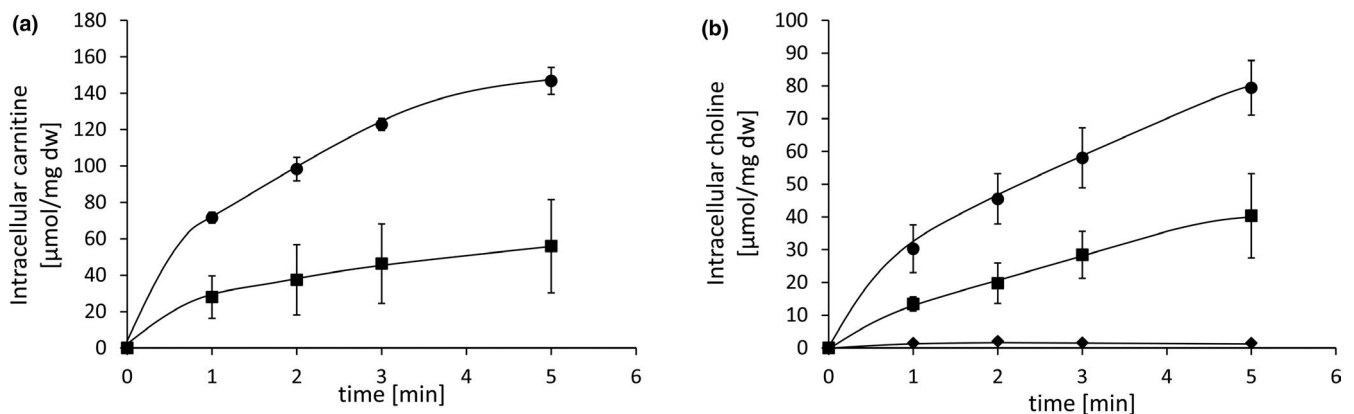 (a)
Intracellular carnitine
[µmol/mg dw]
180
160
140
120
100
80
60
40
20
0
0 1 2 3 4 5 6
time [min]
(b)
Intracellular choline
[µmol/mg dw]
100
90
80
70
60
50
40
30
20
10
0
0 1 2 3 4 5 6
time [min]